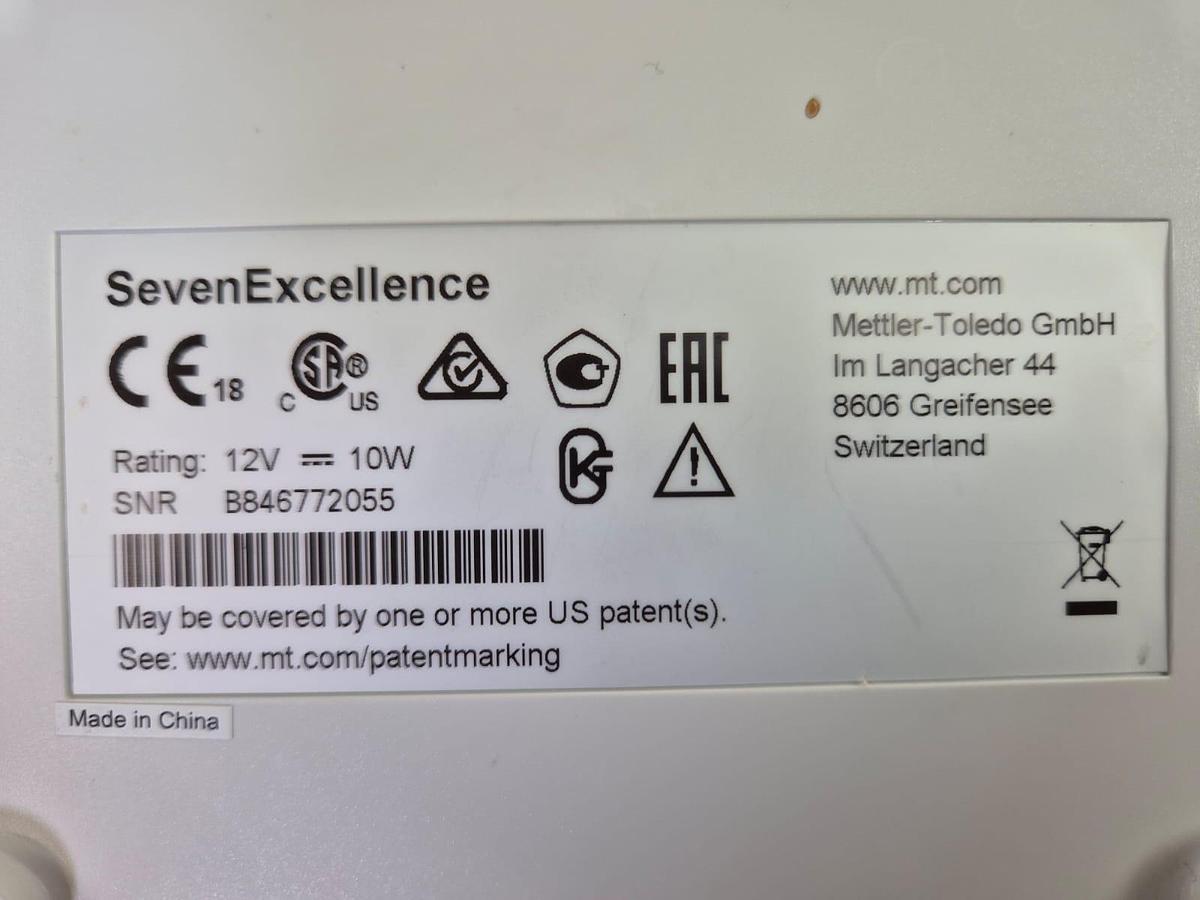 SevenExcellence
CE 18
C SA® US
EAC
Rating: 12V ⎓ 10W
SNR B846772055
May be covered by one or more US patent(s).
See: www.mt.com/patentmarking
www.mt.com
Mettler-Toledo GmbH
Im Langacher 44
8606 Greifensee
Switzerland
Made in China